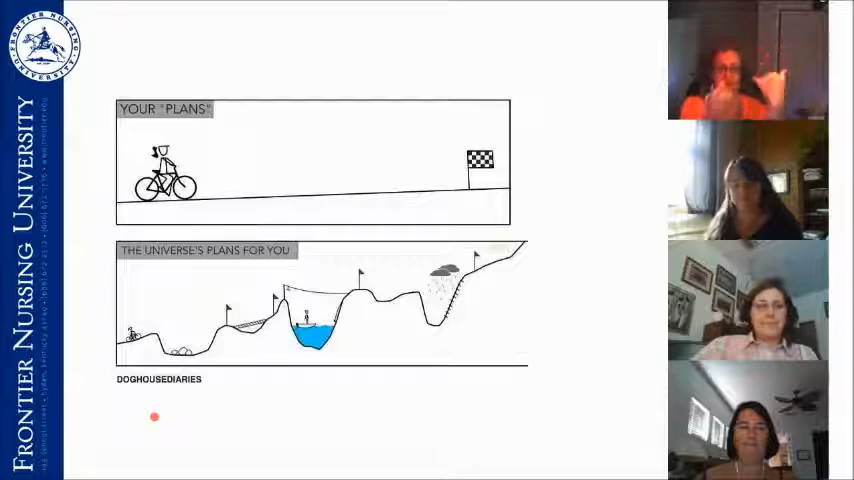 FRONTIER NURSING UNIVERSITY
FRONTIER NURSING
UNIVERSITY
YOUR "PLANS"
THE UNIVERSE'S PLANS FOR YOU
DOGHOUSEDIARIES